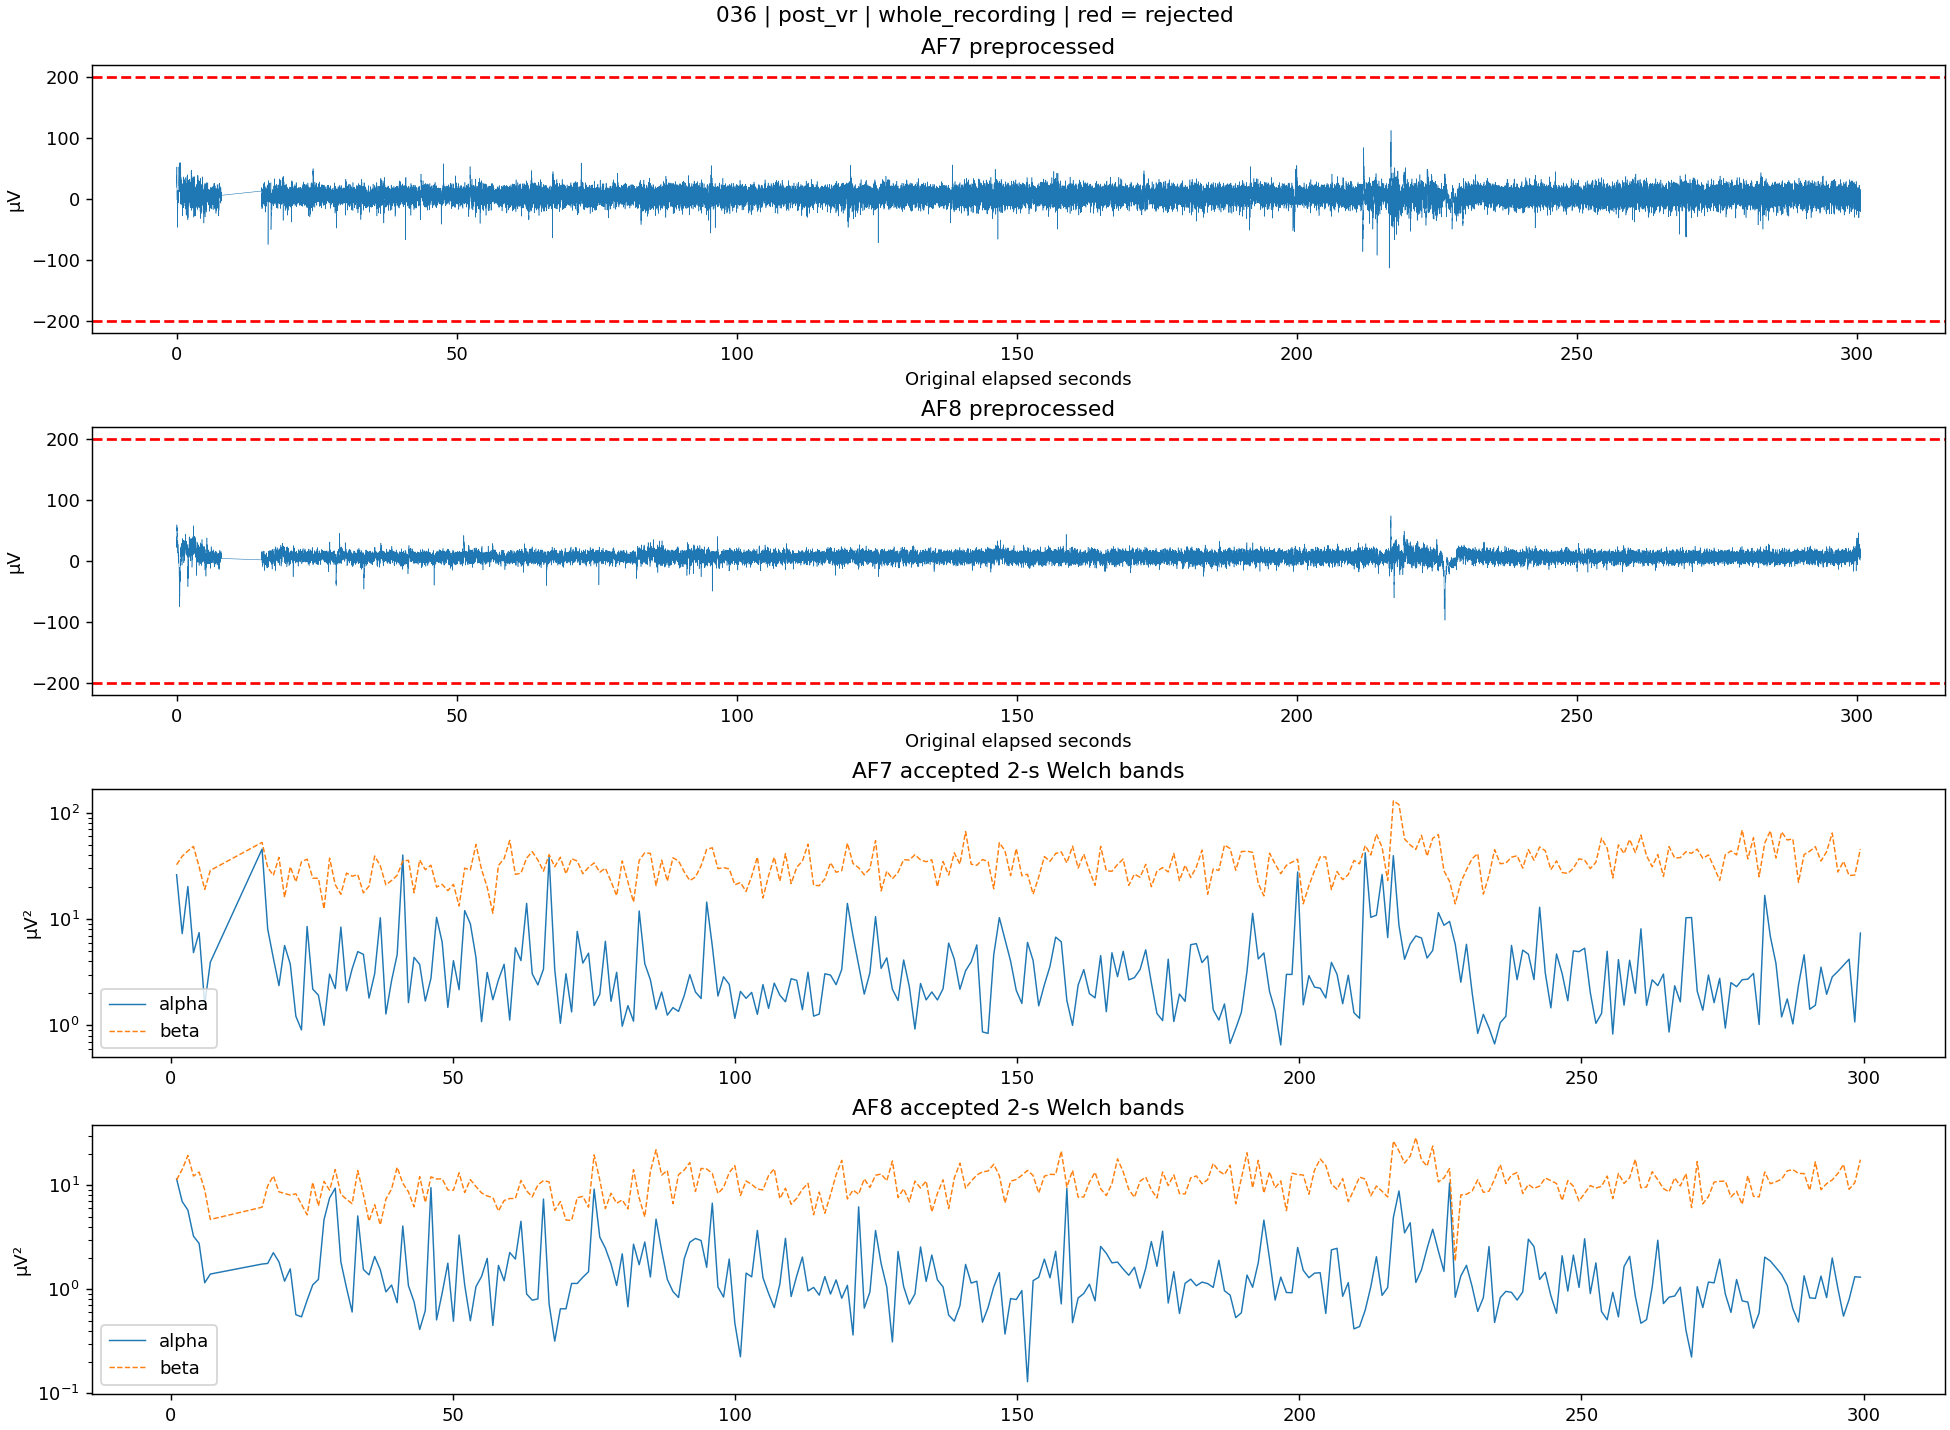 036 | post_vr | whole_recording | red = rejected
AF7 preprocessed
200
100
0
−100
−200
µV
0 50 100 150 200 250 300
Original elapsed seconds
AF8 preprocessed
200
100
0
−100
−200
µV
0 50 100 150 200 250 300
Original elapsed seconds
AF7 accepted 2-s Welch bands
10²
10¹
10⁰
µV²
alpha
beta
0 50 100 150 200 250 300
AF8 accepted 2-s Welch bands
10¹
10⁰
10⁻¹
µV²
alpha
beta
0 50 100 150 200 250 300